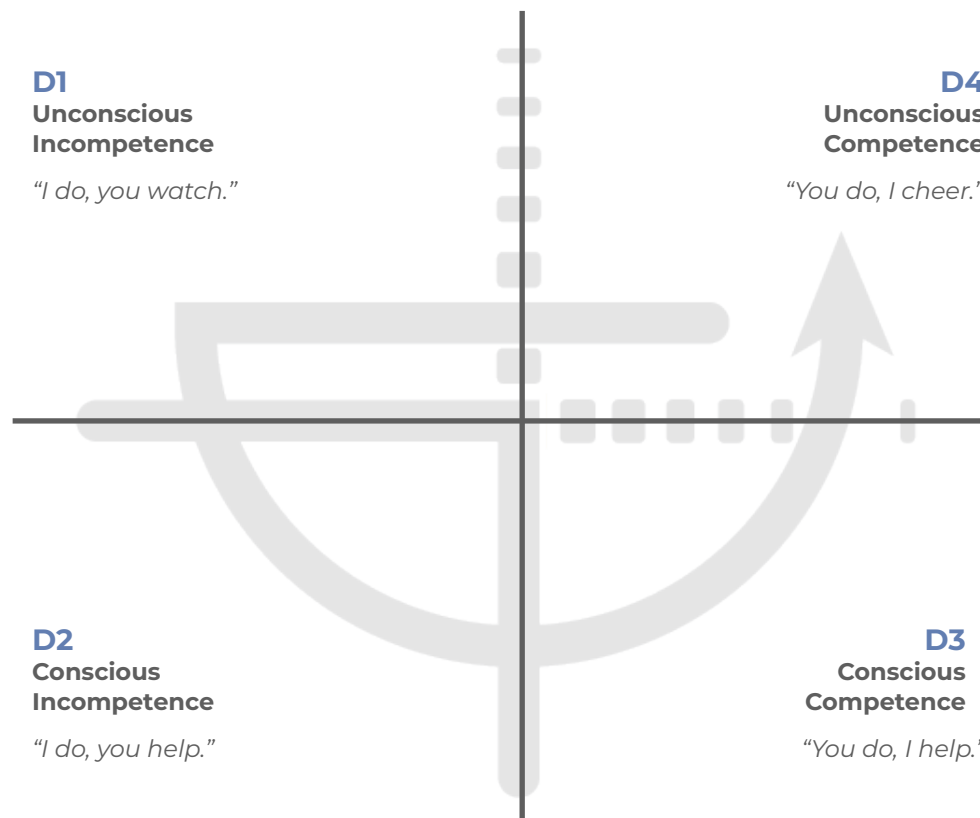 D1
Unconscious
Incompetence
“I do, you watch.”
D4
Unconscious
Competence
“You do, I cheer.”
D2
Conscious
Incompetence
“I do, you help.”
D3
Conscious
Competence
“You do, I help.”